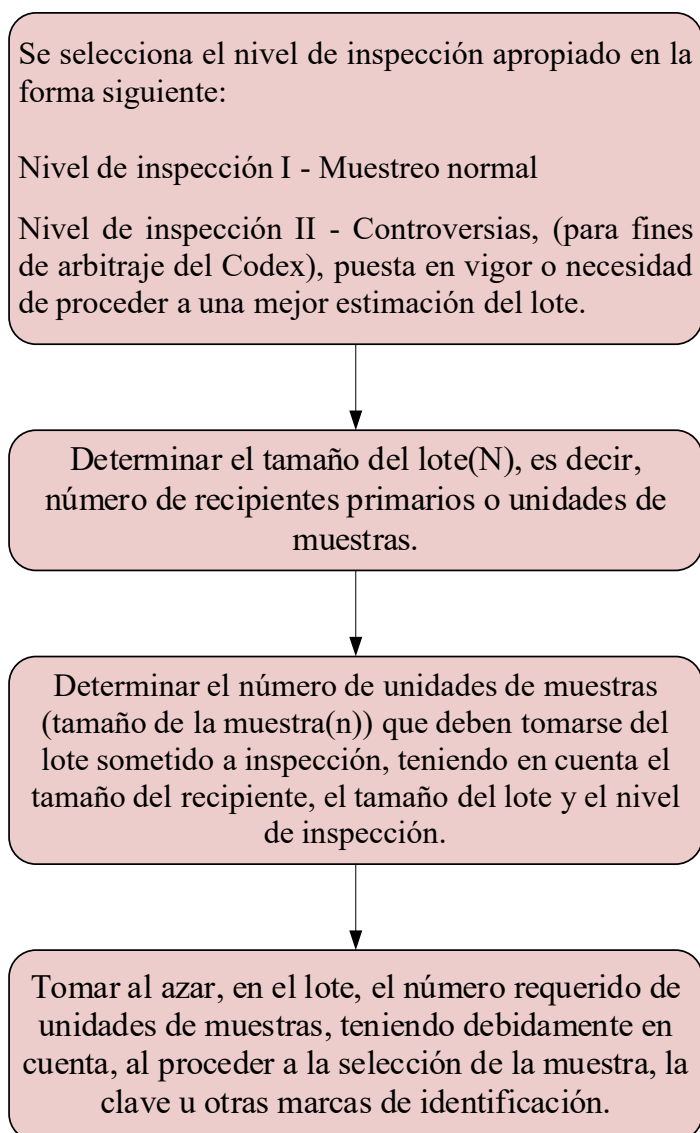 Se selecciona el nivel de inspección apropiado en la
forma siguiente:
Nivel de inspección I - Muestreo normal
Nivel de inspección II - Controversias, (para fines
de arbitraje del Codex), puesta en vigor o necesidad
de proceder a una mejor estimación del lote.
Determinar el tamaño del lote(N), es decir,
número de recipientes primarios o unidades de
muestras.
Determinar el número de unidades de muestras
(tamaño de la muestra(n)) que deben tomarse del
lote sometido a inspección, teniendo en cuenta el
tamaño del recipiente, el tamaño del lote y el nivel
de inspección.
Tomar al azar, en el lote, el número requerido de
unidades de muestras, teniendo debidamente en
cuenta, al proceder a la selección de la muestra, la
clave u otras marcas de identificación.